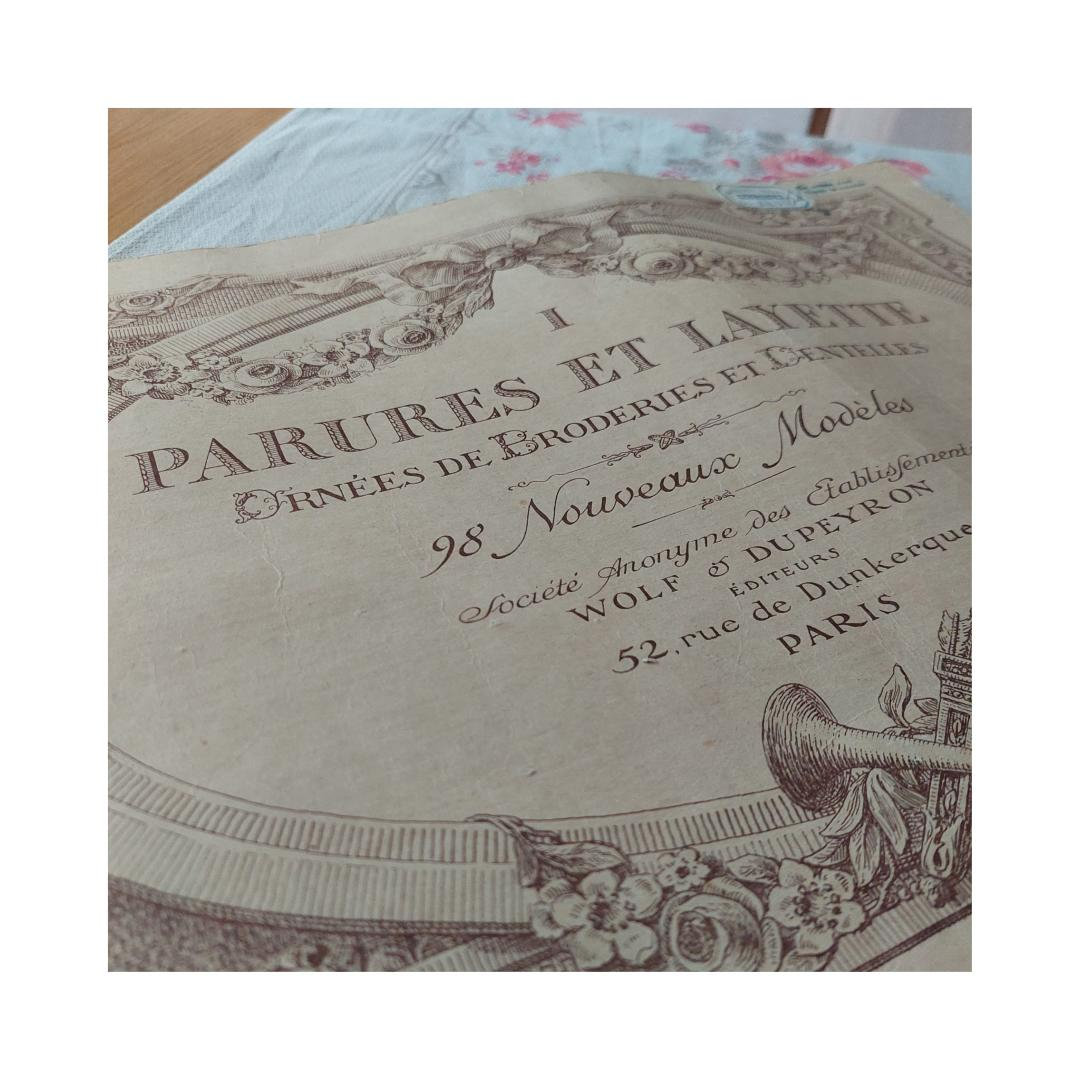 I
PARURES ET LAYETTE
ORNÉES DE BRODERIES ET DENTELLES
98 Nouveaux Modèles
Société Anonyme des Établissements
WOLF & DUPEYRON
ÉDITEURS
52, rue de Dunkerque
PARIS